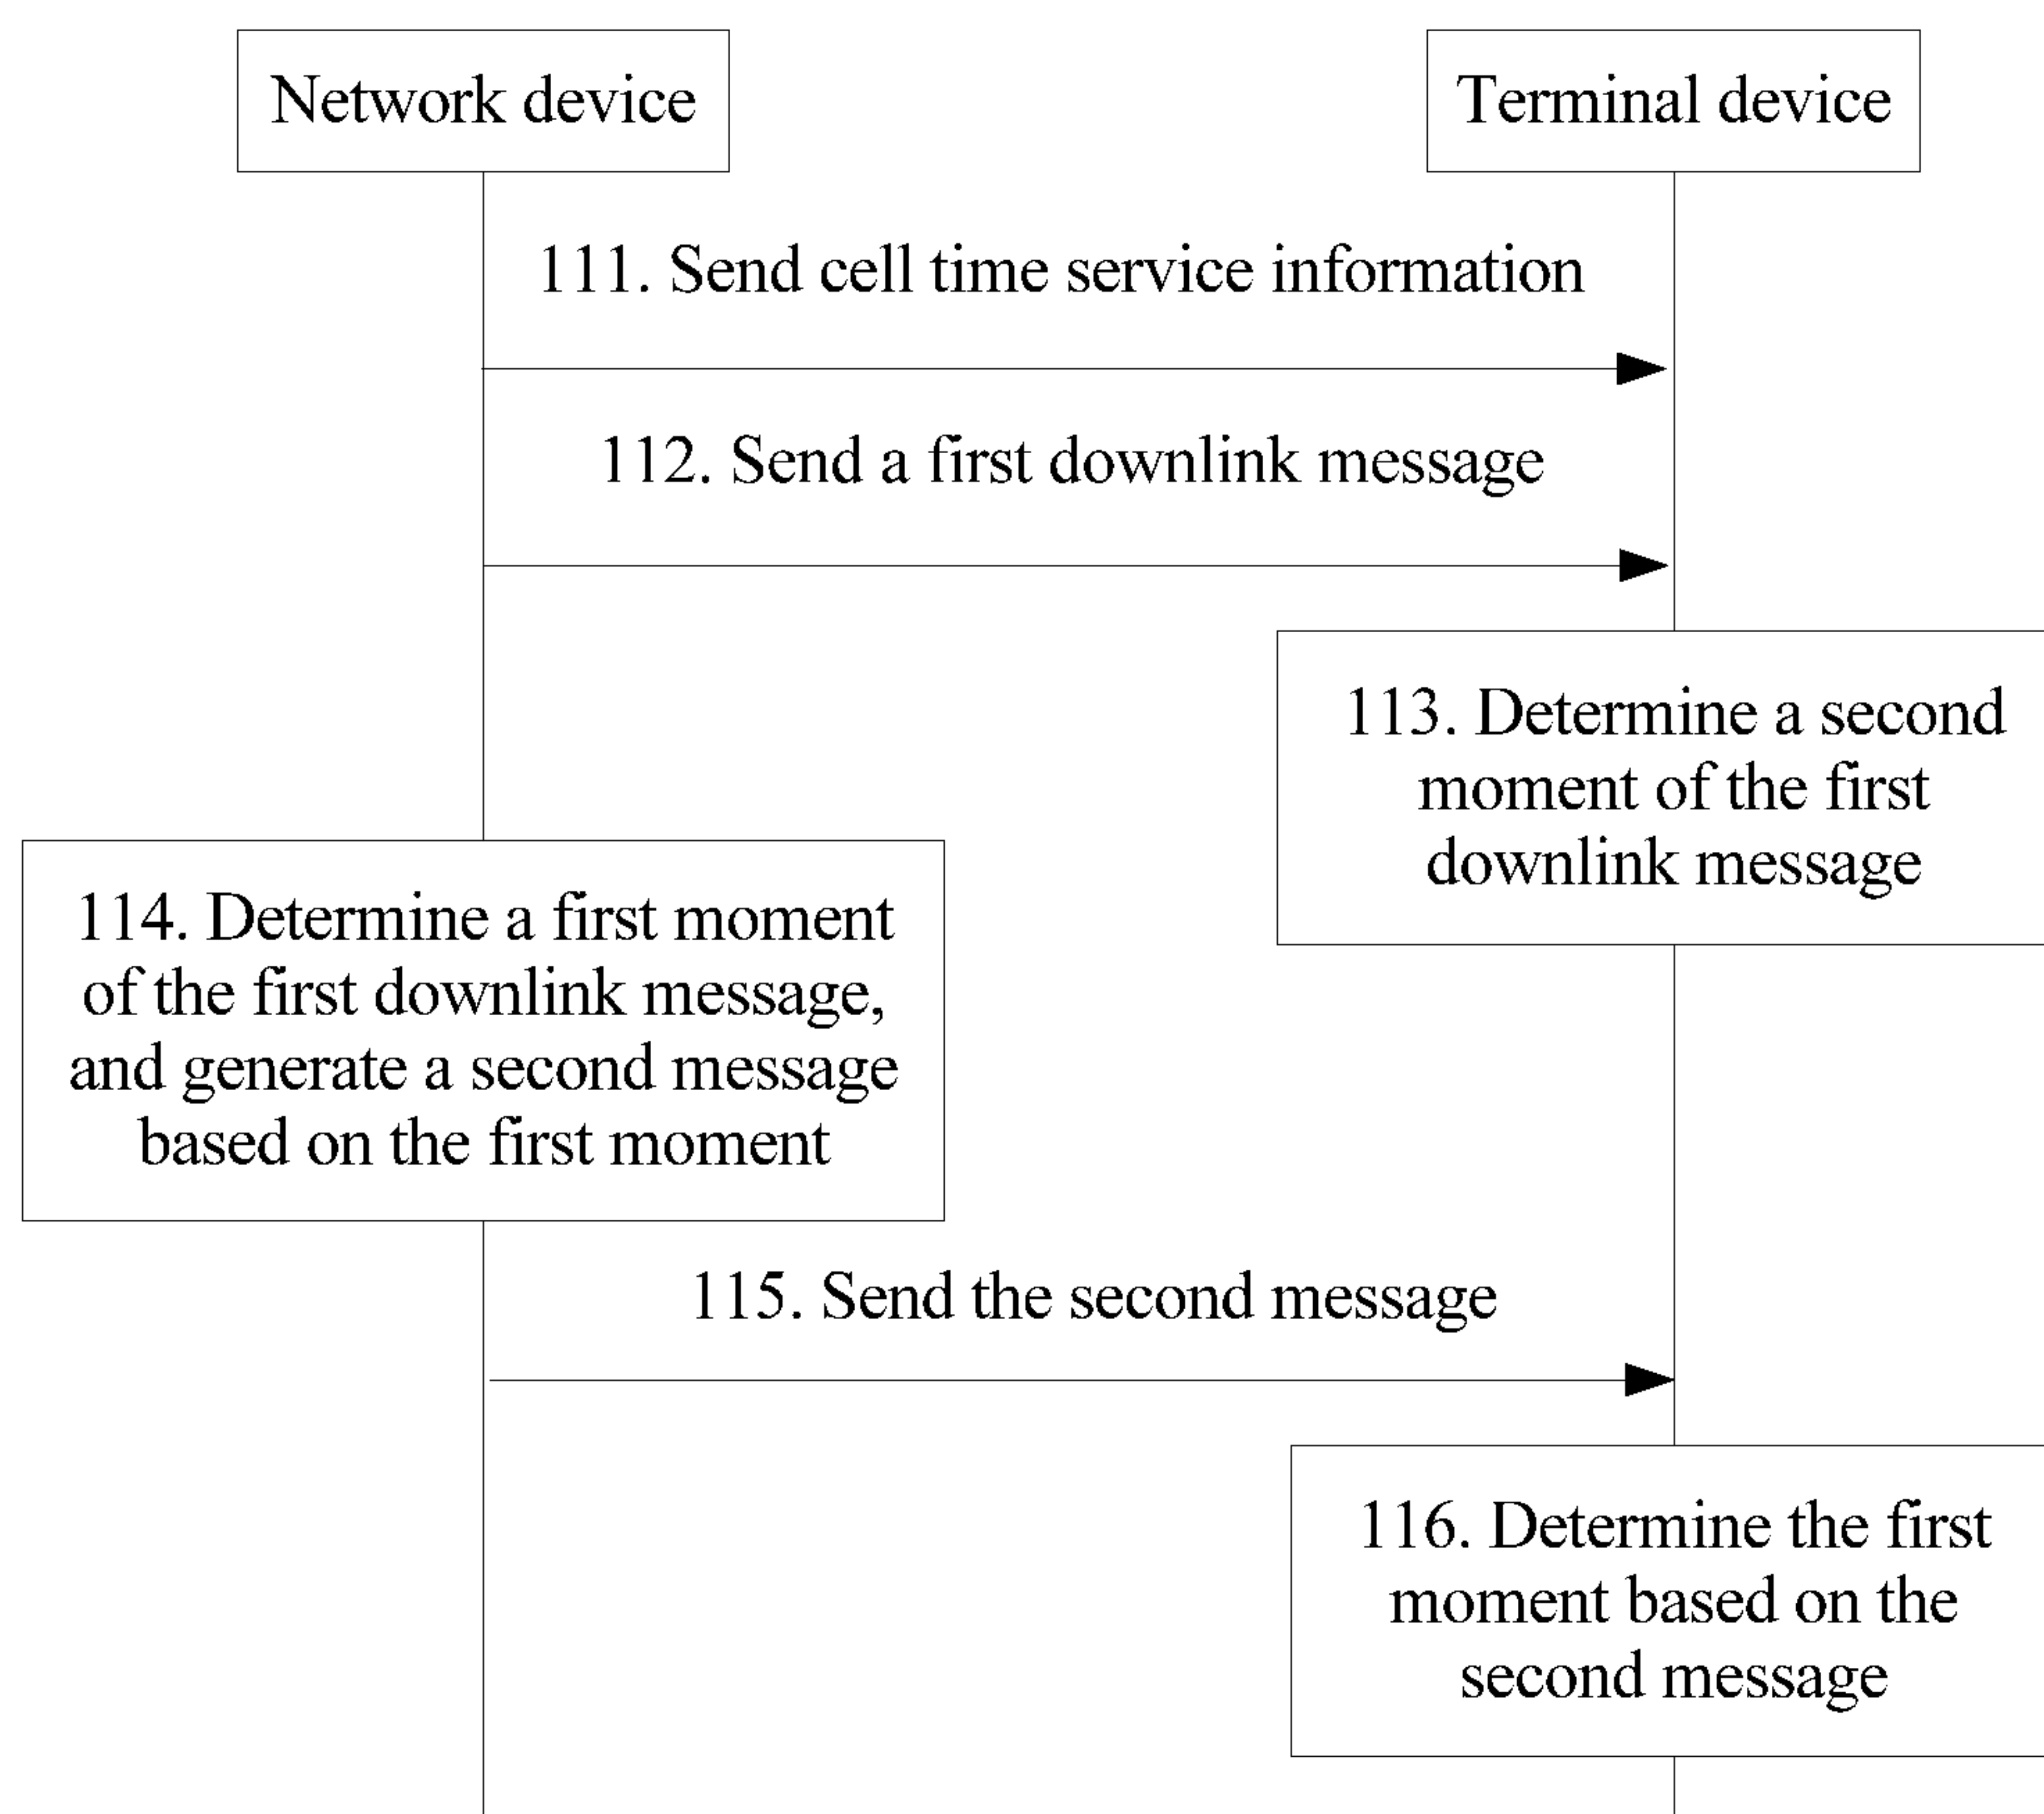 Network device
Terminal device
111. Send cell time service information
112. Send a first downlink message
113. Determine a second
moment of the first
downlink message
114. Determine a first moment
of the first downlink message,
and generate a second message
based on the first moment
115. Send the second message
116. Determine the first
moment based on the
second message